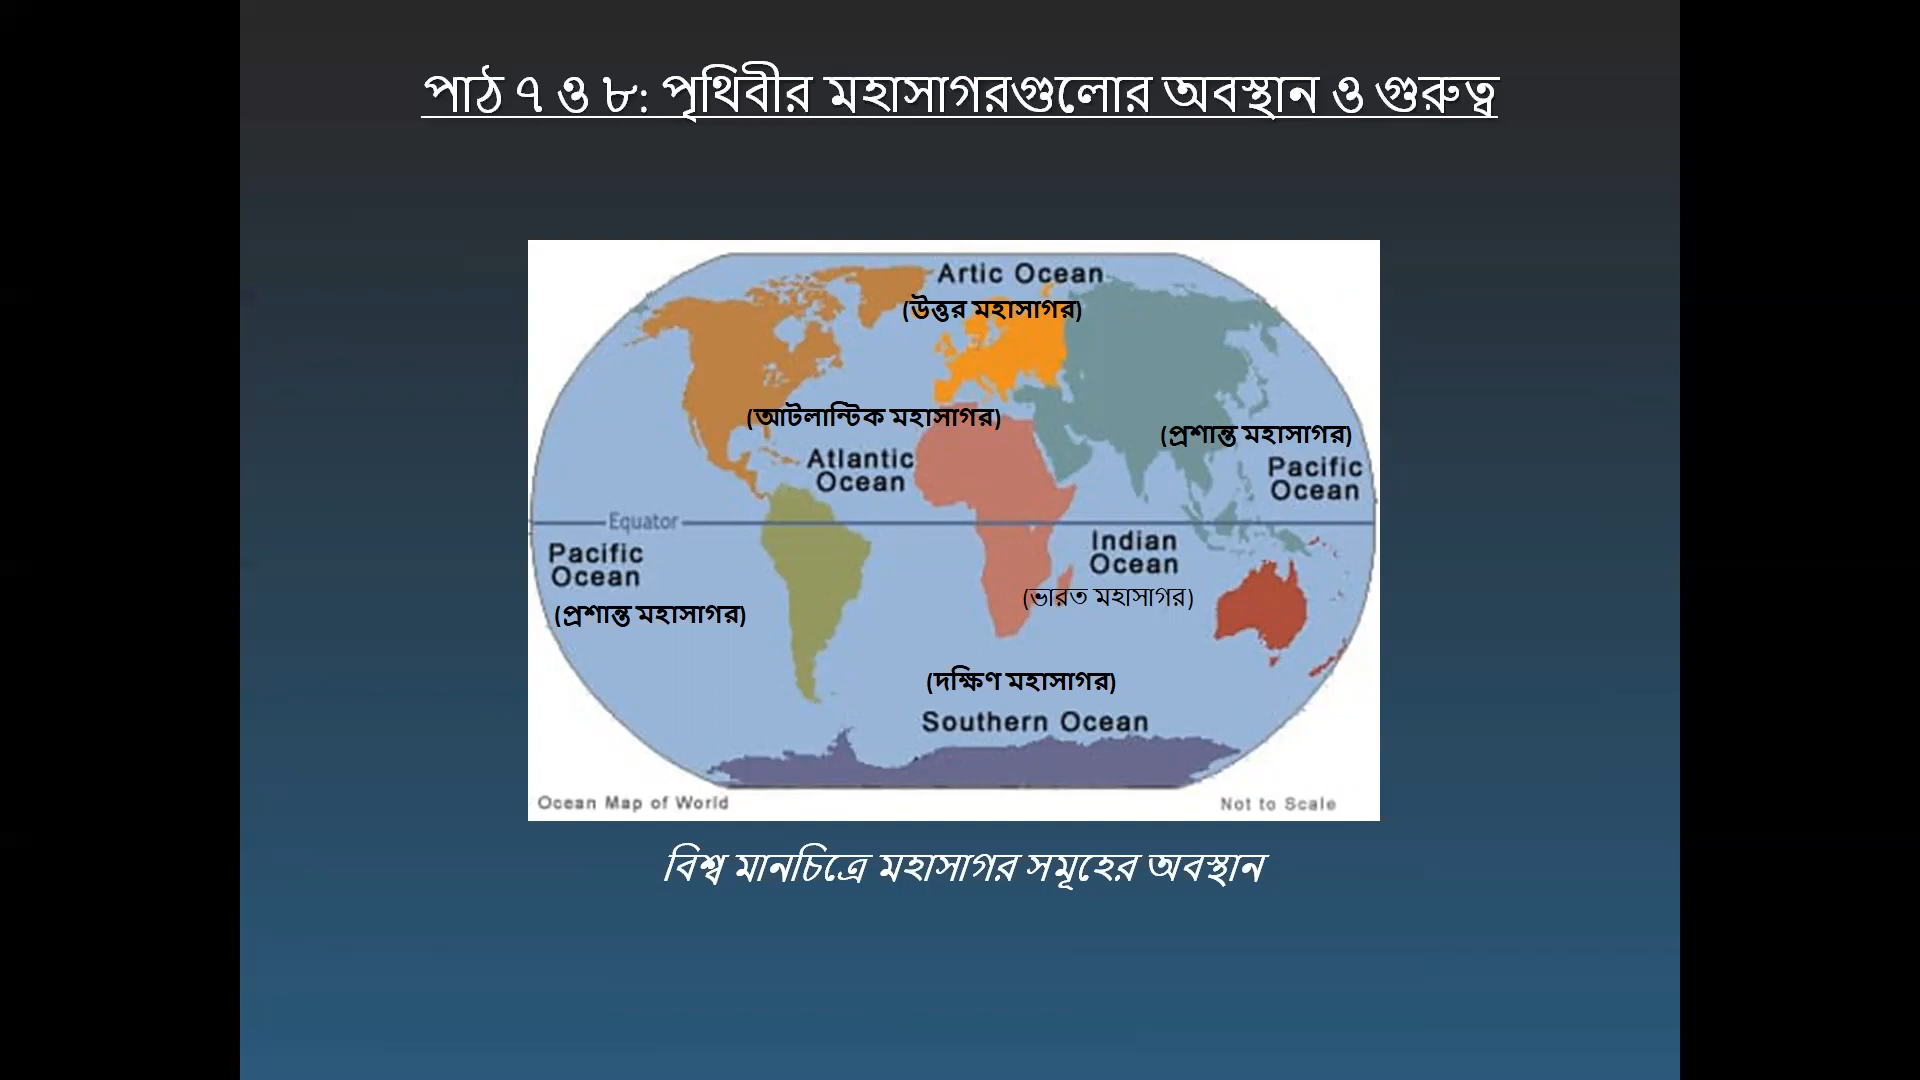 পাঠ ৭ ও ৮: পৃথিবীর মহাসাগরগুলোর অবস্থান ও গুরুত্ব
Artic Ocean
(উত্তর মহাসাগর)
(আটলান্টিক মহাসাগর)
Atlantic
Ocean
(প্রশান্ত মহাসাগর)
Pacific
Ocean
Equator
Pacific
Ocean
(প্রশান্ত মহাসাগর)
Indian
Ocean
(ভারত মহাসাগর)
(দক্ষিণ মহাসাগর)
Southern Ocean
Ocean Map of World
Not to Scale
বিশ্ব মানচিত্রে মহাসাগর সমূহের অবস্থান